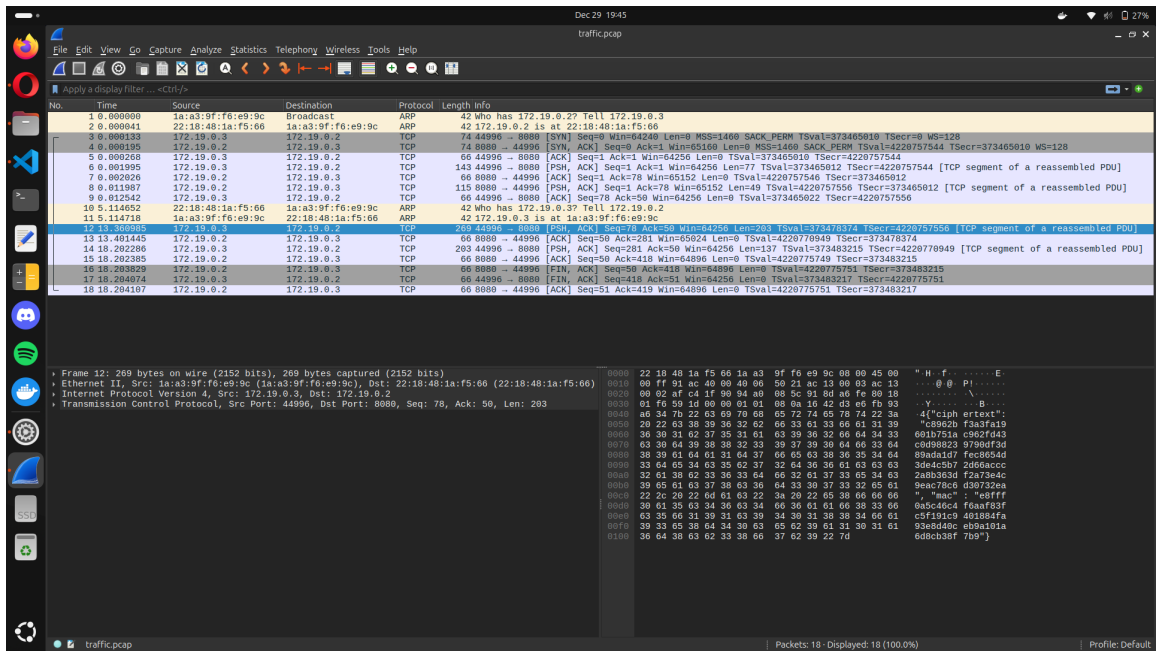 Dec 29 19:45
27%
traffic.pcap
File Edit View Go Capture Analyze Statistics Telephony Wireless Tools Help
Apply a display filter … <Ctrl-/>
No. Time Source Destination Protocol Length Info
1 0.000000 1a:a3:9f:f6:e9:9c Broadcast ARP 42 Who has 172.19.0.2? Tell 172.19.0.3
2 0.000041 22:18:48:1a:f5:66 1a:a3:9f:f6:e9:9c ARP 42 172.19.0.2 is at 22:18:48:1a:f5:66
3 0.000133 172.19.0.3 172.19.0.2 TCP 74 44996 → 8080 [SYN] Seq=0 Win=64240 Len=0 MSS=1460 SACK_PERM TSval=373465010 TSecr=0 WS=128
4 0.000195 172.19.0.2 172.19.0.3 TCP 74 8080 → 44996 [SYN, ACK] Seq=0 Ack=1 Win=65160 Len=0 MSS=1460 SACK_PERM TSval=4220757544 TSecr=373465010 WS=128
5 0.000268 172.19.0.3 172.19.0.2 TCP 66 44996 → 8080 [ACK] Seq=1 Ack=1 Win=64256 Len=0 TSval=373465010 TSecr=4220757544
6 0.001995 172.19.0.3 172.19.0.2 TCP 143 44996 → 8080 [PSH, ACK] Seq=1 Ack=1 Win=64256 Len=77 TSval=373465012 TSecr=4220757544 [TCP segment of a reassembled PDU]
7 0.002026 172.19.0.2 172.19.0.3 TCP 66 8080 → 44996 [ACK] Seq=1 Ack=78 Win=65152 Len=0 TSval=4220757546 TSecr=373465012
8 0.011987 172.19.0.2 172.19.0.3 TCP 115 8080 → 44996 [PSH, ACK] Seq=1 Ack=78 Win=65152 Len=49 TSval=4220757556 TSecr=373465012 [TCP segment of a reassembled PDU]
9 0.012542 172.19.0.3 172.19.0.2 TCP 66 44996 → 8080 [ACK] Seq=78 Ack=50 Win=64256 Len=0 TSval=373465022 TSecr=4220757556
10 5.114652 22:18:48:1a:f5:66 1a:a3:9f:f6:e9:9c ARP 42 Who has 172.19.0.3? Tell 172.19.0.2
11 5.114718 1a:a3:9f:f6:e9:9c 22:18:48:1a:f5:66 ARP 42 172.19.0.3 is at 1a:a3:9f:f6:e9:9c
12 13.360985 172.19.0.3 172.19.0.2 TCP 269 44996 → 8080 [PSH, ACK] Seq=78 Ack=50 Win=64256 Len=203 TSval=373478374 TSecr=4220757556 [TCP segment of a reassembled PDU]
13 13.401445 172.19.0.2 172.19.0.3 TCP 66 8080 → 44996 [ACK] Seq=50 Ack=281 Win=65024 Len=0 TSval=4220770949 TSecr=373478374
14 18.202286 172.19.0.3 172.19.0.2 TCP 203 44996 → 8080 [PSH, ACK] Seq=281 Ack=50 Win=64256 Len=137 TSval=373483215 TSecr=4220770949 [TCP segment of a reassembled PDU]
15 18.202385 172.19.0.2 172.19.0.3 TCP 66 8080 → 44996 [ACK] Seq=50 Ack=418 Win=64896 Len=0 TSval=4220775749 TSecr=373483215
16 18.203829 172.19.0.2 172.19.0.3 TCP 66 8080 → 44996 [FIN, ACK] Seq=50 Ack=418 Win=64896 Len=0 TSval=4220775751 TSecr=373483215
17 18.204074 172.19.0.3 172.19.0.2 TCP 66 44996 → 8080 [FIN, ACK] Seq=418 Ack=51 Win=64256 Len=0 TSval=373483217 TSecr=4220775751
18 18.204107 172.19.0.2 172.19.0.3 TCP 66 8080 → 44996 [ACK] Seq=51 Ack=419 Win=64896 Len=0 TSval=4220775751 TSecr=373483217
Frame 12: 269 bytes on wire (2152 bits), 269 bytes captured (2152 bits)
Ethernet II, Src: 1a:a3:9f:f6:e9:9c (1a:a3:9f:f6:e9:9c), Dst: 22:18:48:1a:f5:66 (22:18:48:1a:f5:66)
Internet Protocol Version 4, Src: 172.19.0.3, Dst: 172.19.0.2
Transmission Control Protocol, Src Port: 44996, Dst Port: 8080, Seq: 78, Ack: 50, Len: 203
0000 22 18 48 1a f5 66 1a a3 9f f6 e9 9c 08 00 45 00 "·H··f·· ······E·
0010 00 ff 91 ac 40 00 40 06 50 21 ac 13 00 03 ac 13 ····@·@· P!······
0020 00 02 af c4 1f 90 94 a0 08 5c 91 8d a6 fe 80 18 ········ ·\······
0030 01 f6 59 1d 00 00 01 01 08 0a 16 42 d3 e6 fb 93 ··Y····· ···B····
0040 a6 34 7b 22 63 69 70 68 65 72 74 65 78 74 22 3a ·4{"ciph ertext":
0050 20 22 63 38 39 36 32 62 66 33 61 33 66 61 31 39 "c8962b f3a3fa19
0060 36 30 31 62 37 35 31 61 63 39 36 32 66 64 34 33 601b751a c962fd43
0070 63 30 64 39 38 38 32 33 39 37 39 30 64 66 33 64 c0d98823 9790df3d
0080 38 39 61 64 61 31 64 37 66 65 63 38 36 35 34 64 89ada1d7 fec8654d
0090 33 64 65 34 63 35 62 37 32 64 36 36 61 63 63 63 3de4c5b7 2d66accc
00a0 32 61 38 62 33 36 33 64 66 32 61 37 33 65 34 63 2a8b363d f2a73e4c
00b0 39 65 61 63 37 38 63 36 64 33 30 37 33 32 65 61 9eac78c6 d30732ea
00c0 22 2c 20 22 6d 61 63 22 3a 20 22 65 38 66 66 66 ", "mac" : "e8fff
00d0 30 61 35 63 34 36 63 34 66 36 61 61 66 38 33 66 0a5c46c4 f6aaf83f
00e0 63 35 66 31 39 31 63 39 34 30 31 38 38 34 66 61 c5f191c9 401884fa
00f0 39 33 65 38 64 34 30 63 65 62 39 61 31 30 31 61 93e8d40c eb9a101a
0100 36 64 38 63 62 33 38 66 37 62 39 22 7d 6d8cb38f 7b9"}
SSD
traffic.pcap
Packets: 18 · Displayed: 18 (100.0%)
Profile: Default